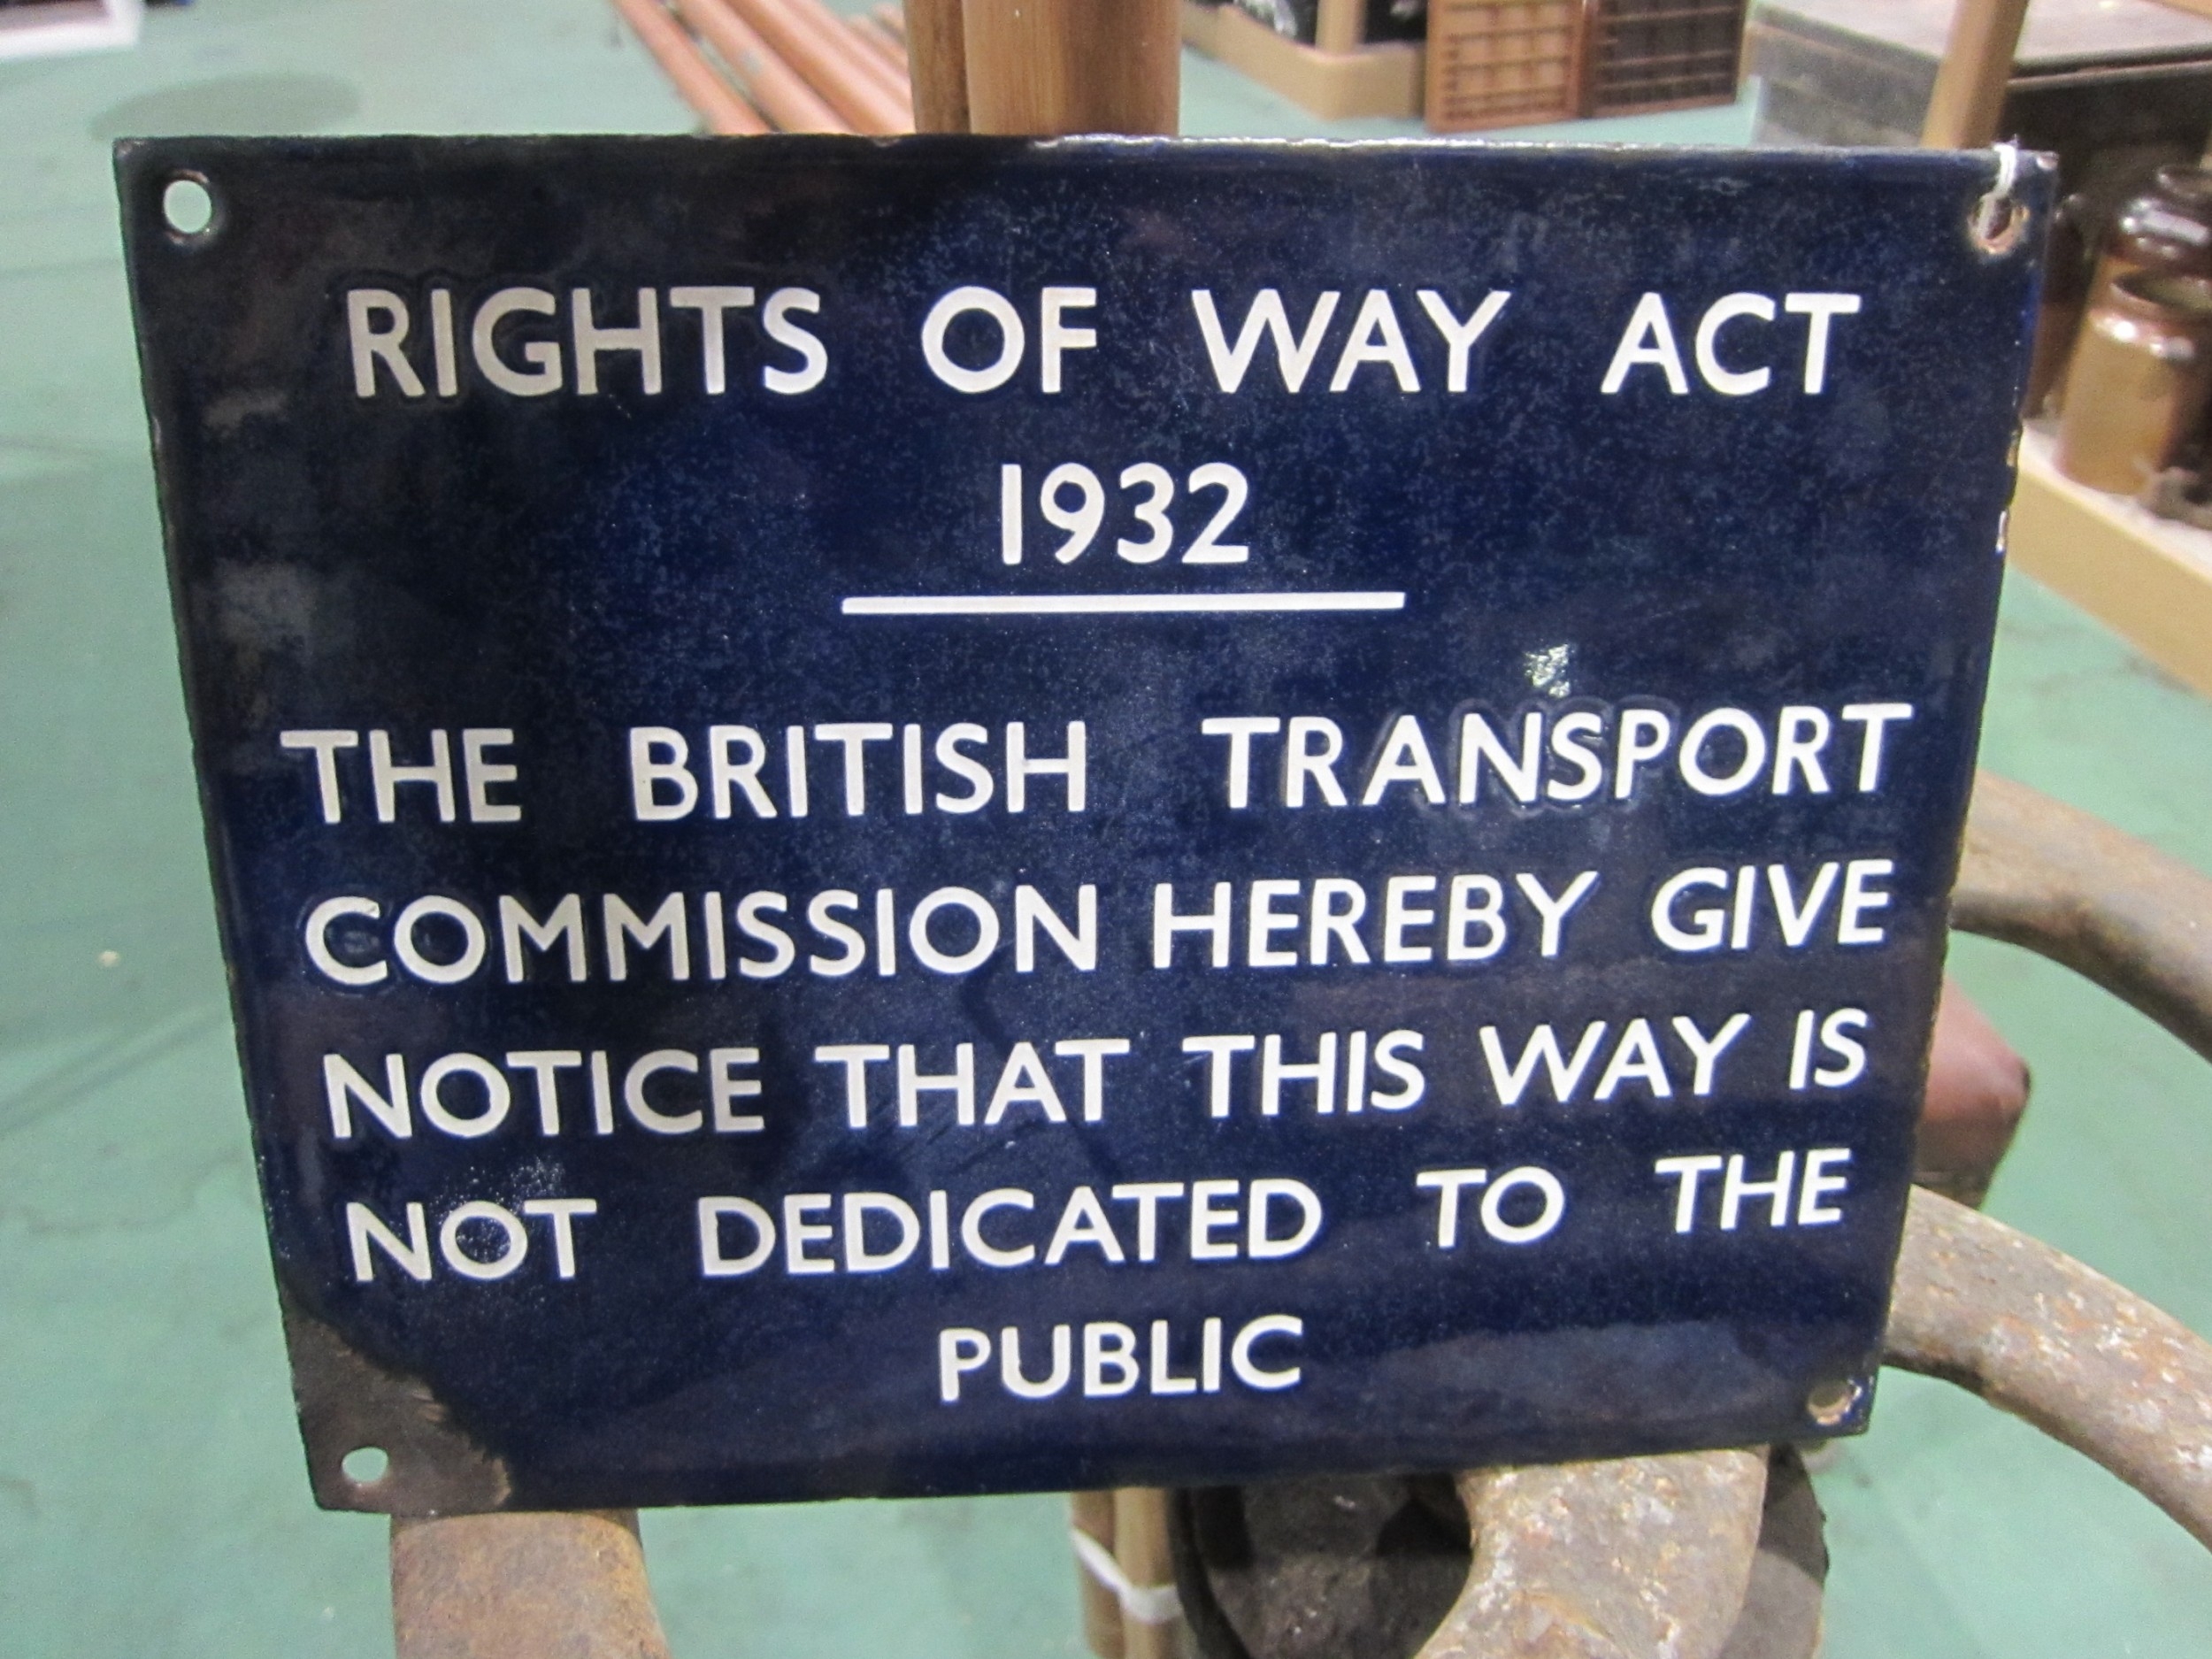 RIGHTS OF WAY ACT
1932
THE BRITISH TRANSPORT
COMMISSION HEREBY GIVE
NOTICE THAT THIS WAY IS
NOT DEDICATED TO THE
PUBLIC